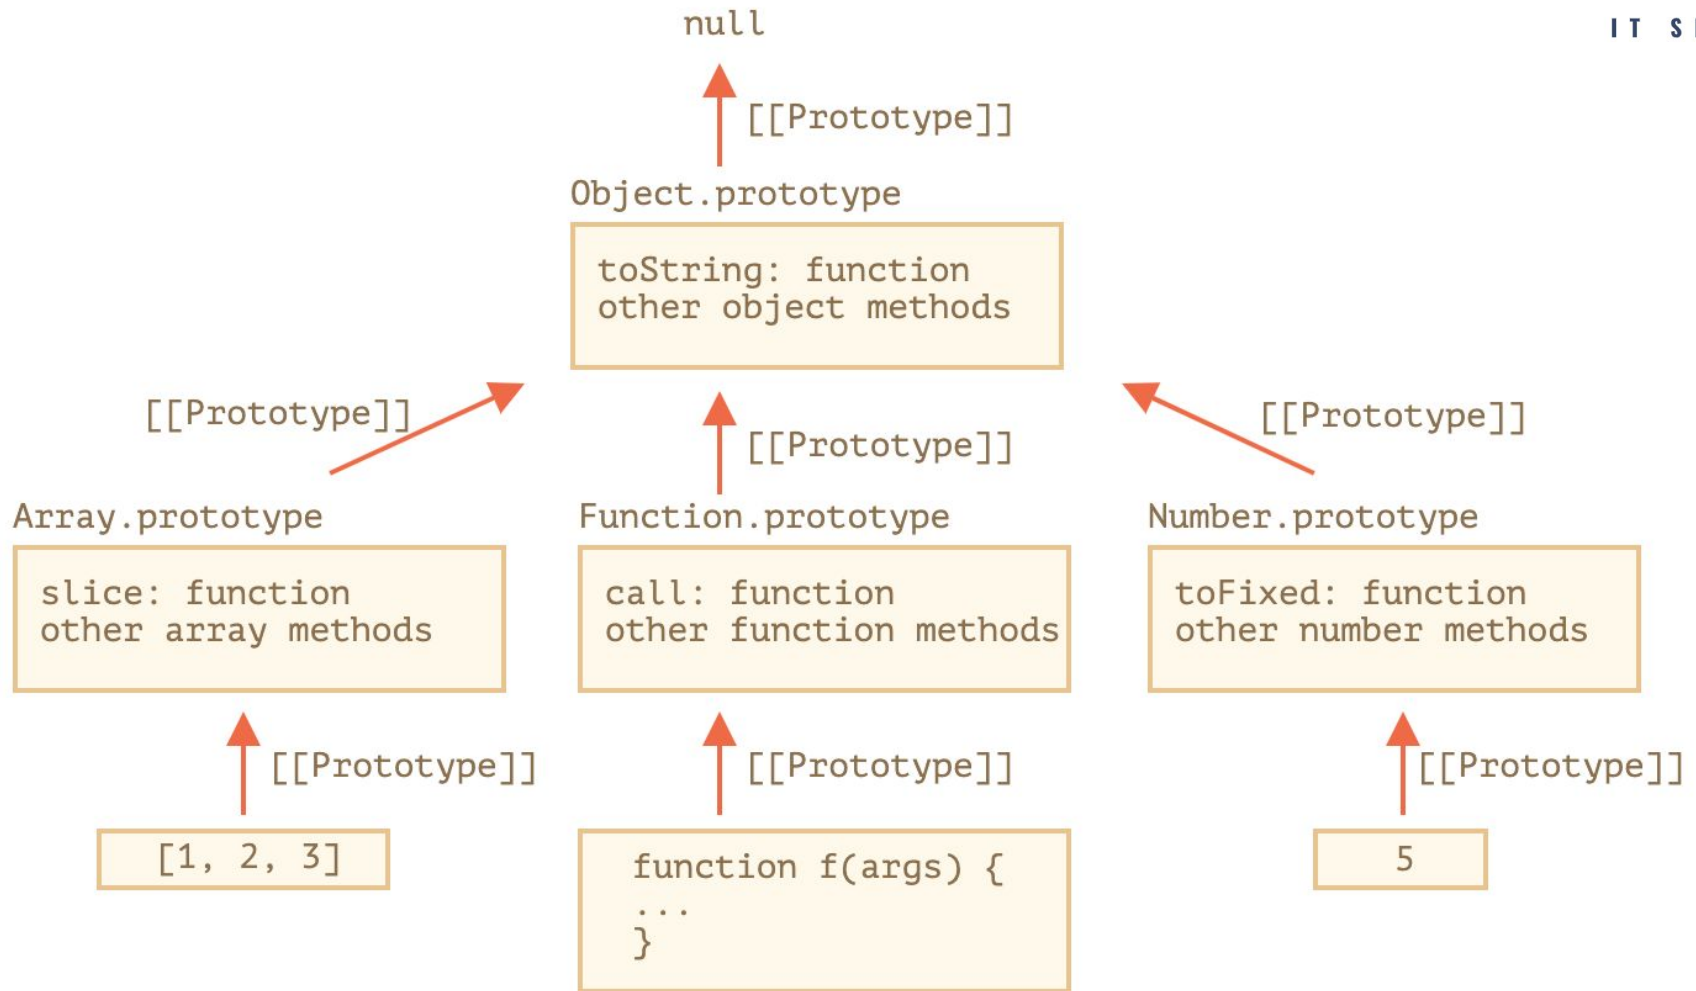 null
IT S
[[Prototype]]
Object.prototype
toString: function
other object methods
[[Prototype]]
[[Prototype]]
[[Prototype]]
Array.prototype
slice: function
other array methods
Function.prototype
call: function
other function methods
Number.prototype
toFixed: function
other number methods
[[Prototype]]
[[Prototype]]
[[Prototype]]
[1, 2, 3]
function f(args) {
...
}
5